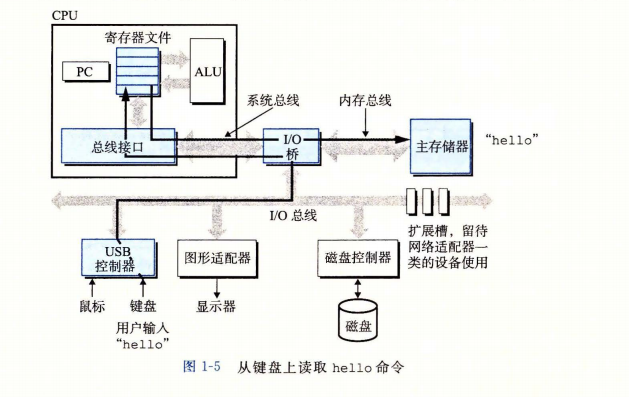 CPU
寄存器文件
PC
ALU
系统总线
内存总线
总线接口
I/O
桥
主存储器
“hello”
I/O 总线
扩展槽，留待
网络适配器一
类的设备使用
USB
控制器
图形适配器
磁盘控制器
鼠标
键盘
显示器
用户输入
“hello”
磁盘
图 1-5 从键盘上读取 hello 命令